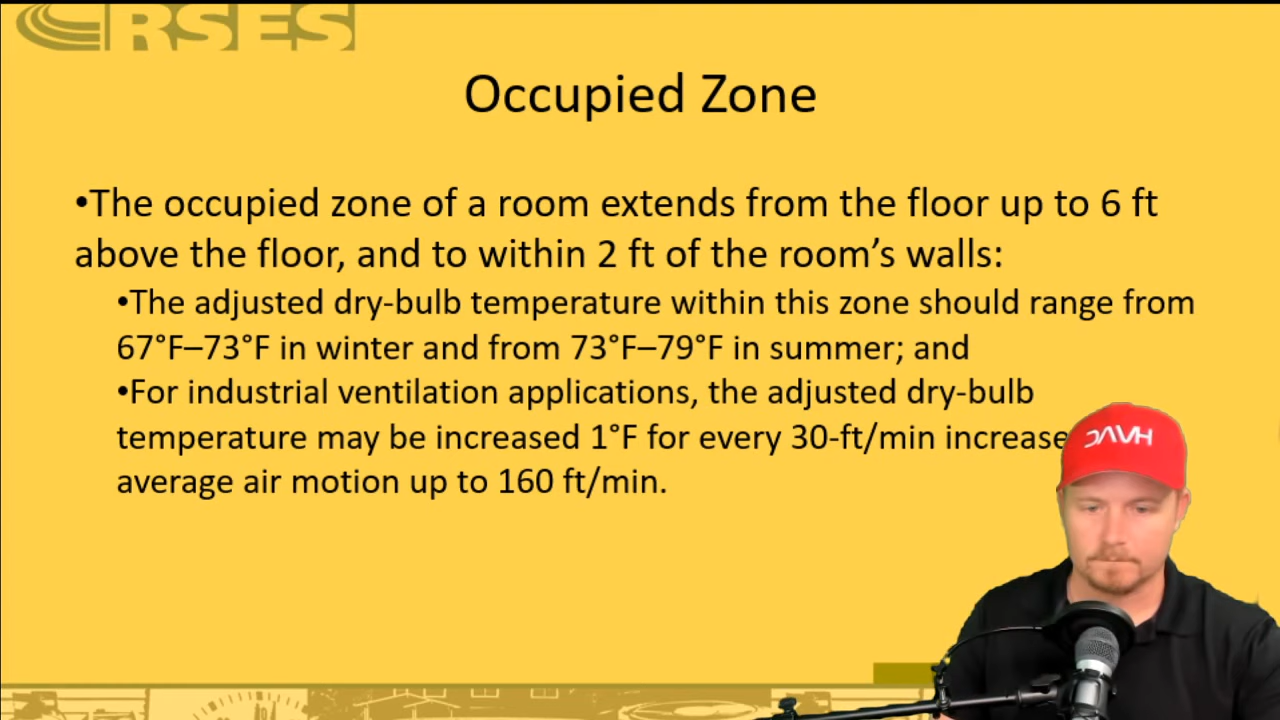 RSES
Occupied Zone
•The occupied zone of a room extends from the floor up to 6 ft
above the floor, and to within 2 ft of the room’s walls:
•The adjusted dry-bulb temperature within this zone should range from
67°F–73°F in winter and from 73°F–79°F in summer; and
•For industrial ventilation applications, the adjusted dry-bulb
temperature may be increased 1°F for every 30-ft/min increase
average air motion up to 160 ft/min.